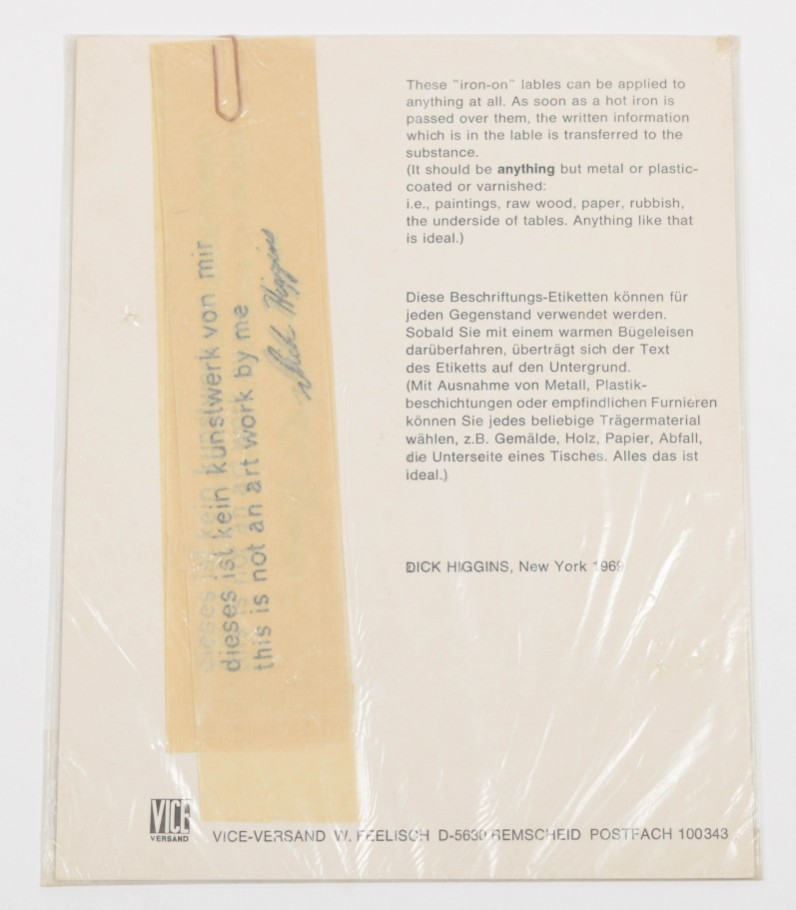 dieses ist kein kunstwerk von mir
this is not an art work by me
Dick Higgins
These "iron-on" lables can be applied to
anything at all. As soon as a hot iron is
passed over them, the written information
which is in the lable is transferred to the
substance.
(It should be anything but metal or plastic-
coated or varnished:
i.e., paintings, raw wood, paper, rubbish,
the underside of tables. Anything like that
is ideal.)
Diese Beschriftungs-Etiketten können für
jeden Gegenstand verwendet werden.
Sobald Sie mit einem warmen Bügeleisen
darüberfahren, überträgt sich der Text
des Etiketts auf den Untergrund.
(Mit Ausnahme von Metall, Plastik-
beschichtungen oder empfindlichen Furnieren
können Sie jedes beliebige Trägermaterial
wählen, z.B. Gemälde, Holz, Papier, Abfall,
die Unterseite eines Tisches. Alles das ist
ideal.)
DICK HIGGINS, New York 1969
VICE
VERSAND
VICE-VERSAND W. FEELISCH D-5630 REMSCHEID POSTFACH 100343